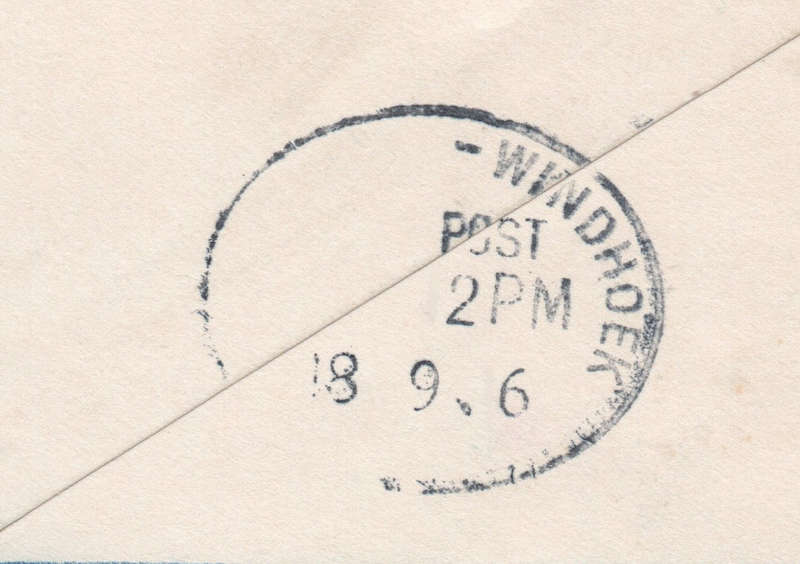 - WINDHOEK
POST
2PM
18 9. 6